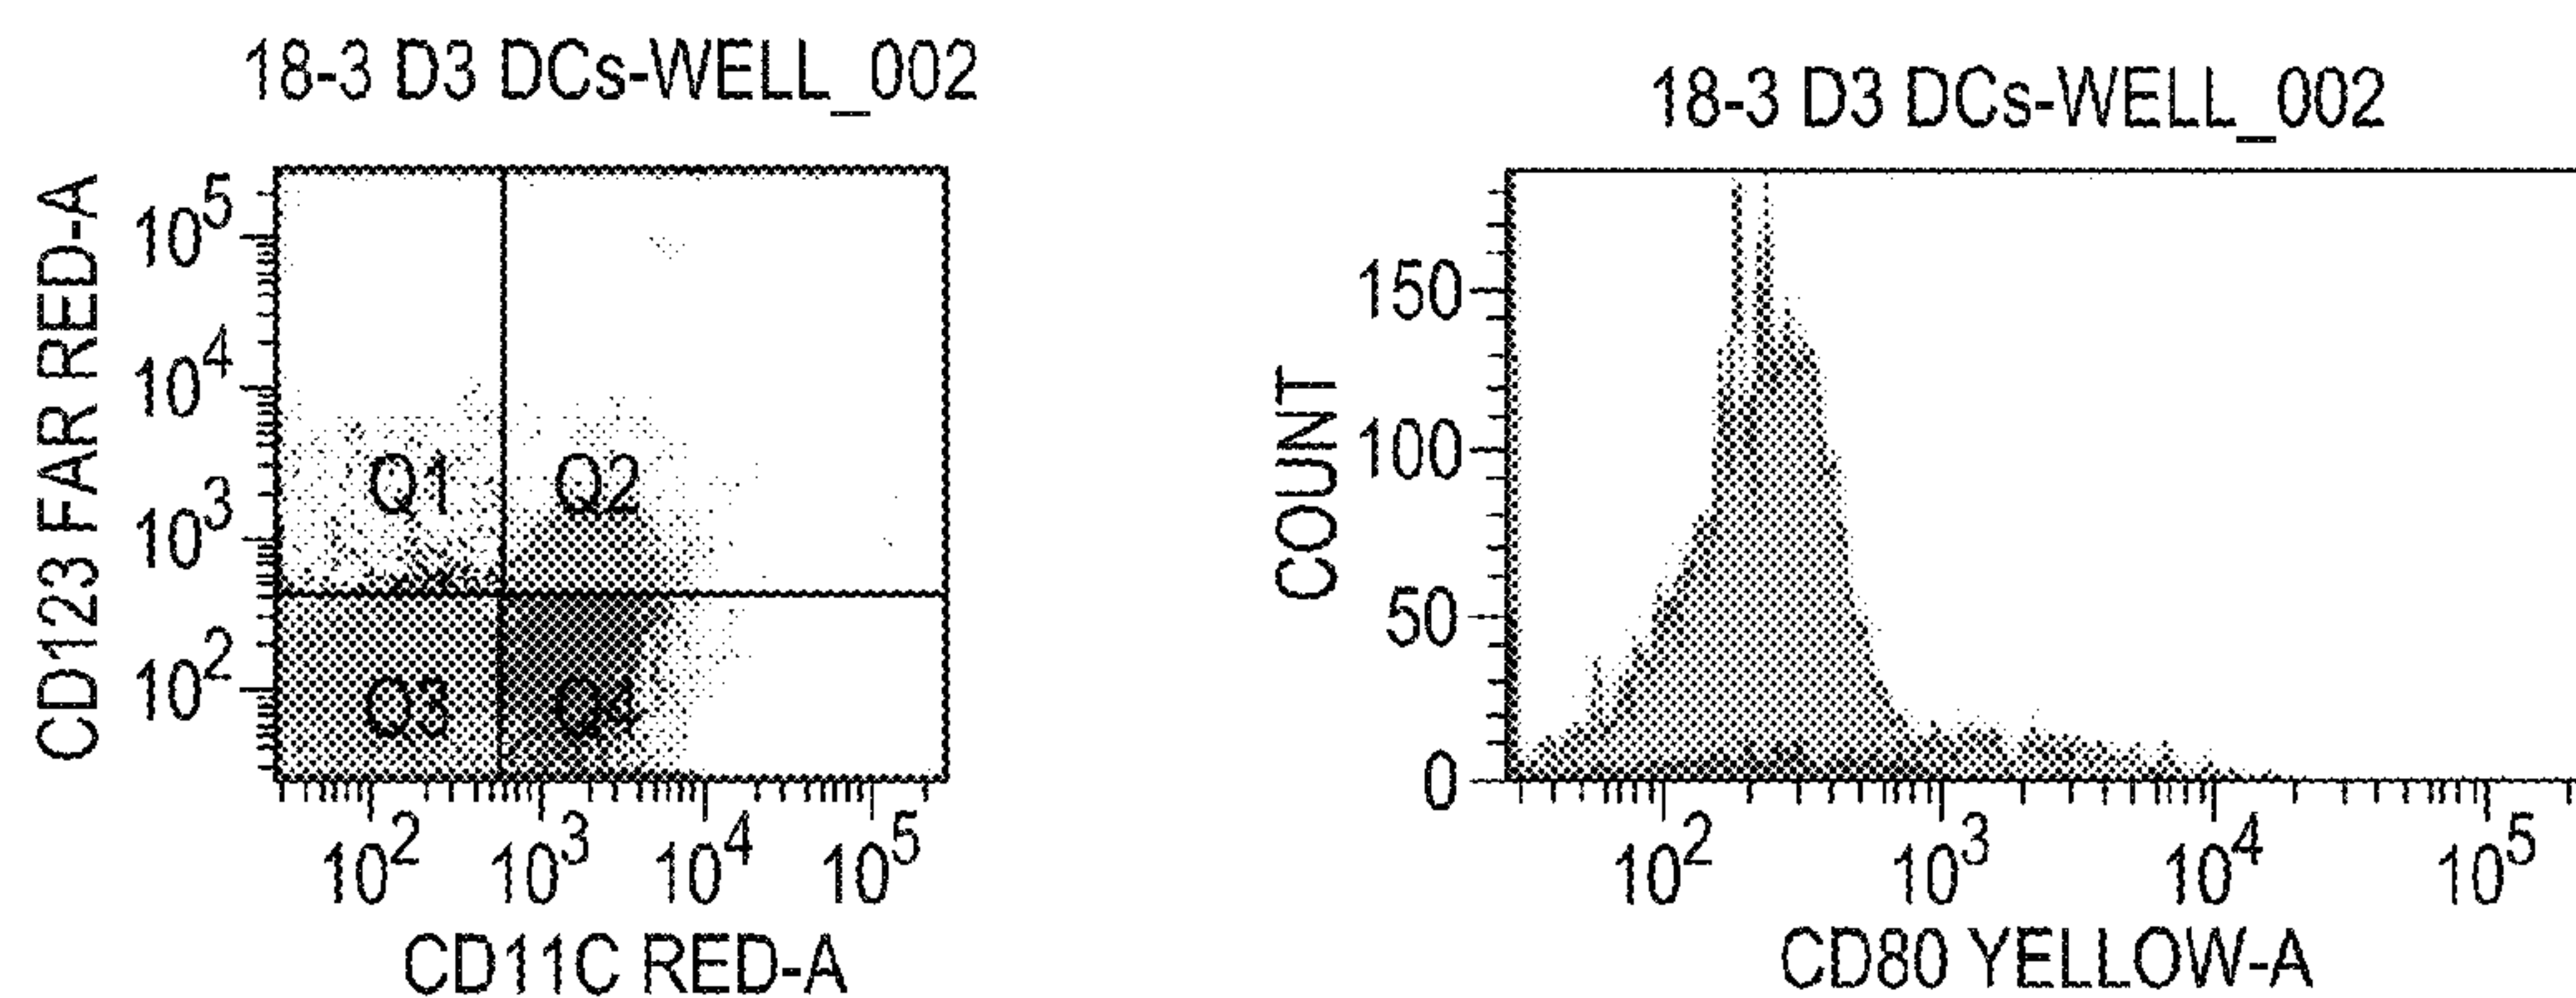 18-3 D3 DCs-WELL_002
CD123 FAR RED-A
10^5
10^4
10^3
10^2
Q1
Q2
Q3
Q4
10^2 10^3 10^4 10^5
CD11C RED-A
18-3 D3 DCs-WELL_002
COUNT
150
100
50
0
10^2 10^3 10^4 10^5
CD80 YELLOW-A